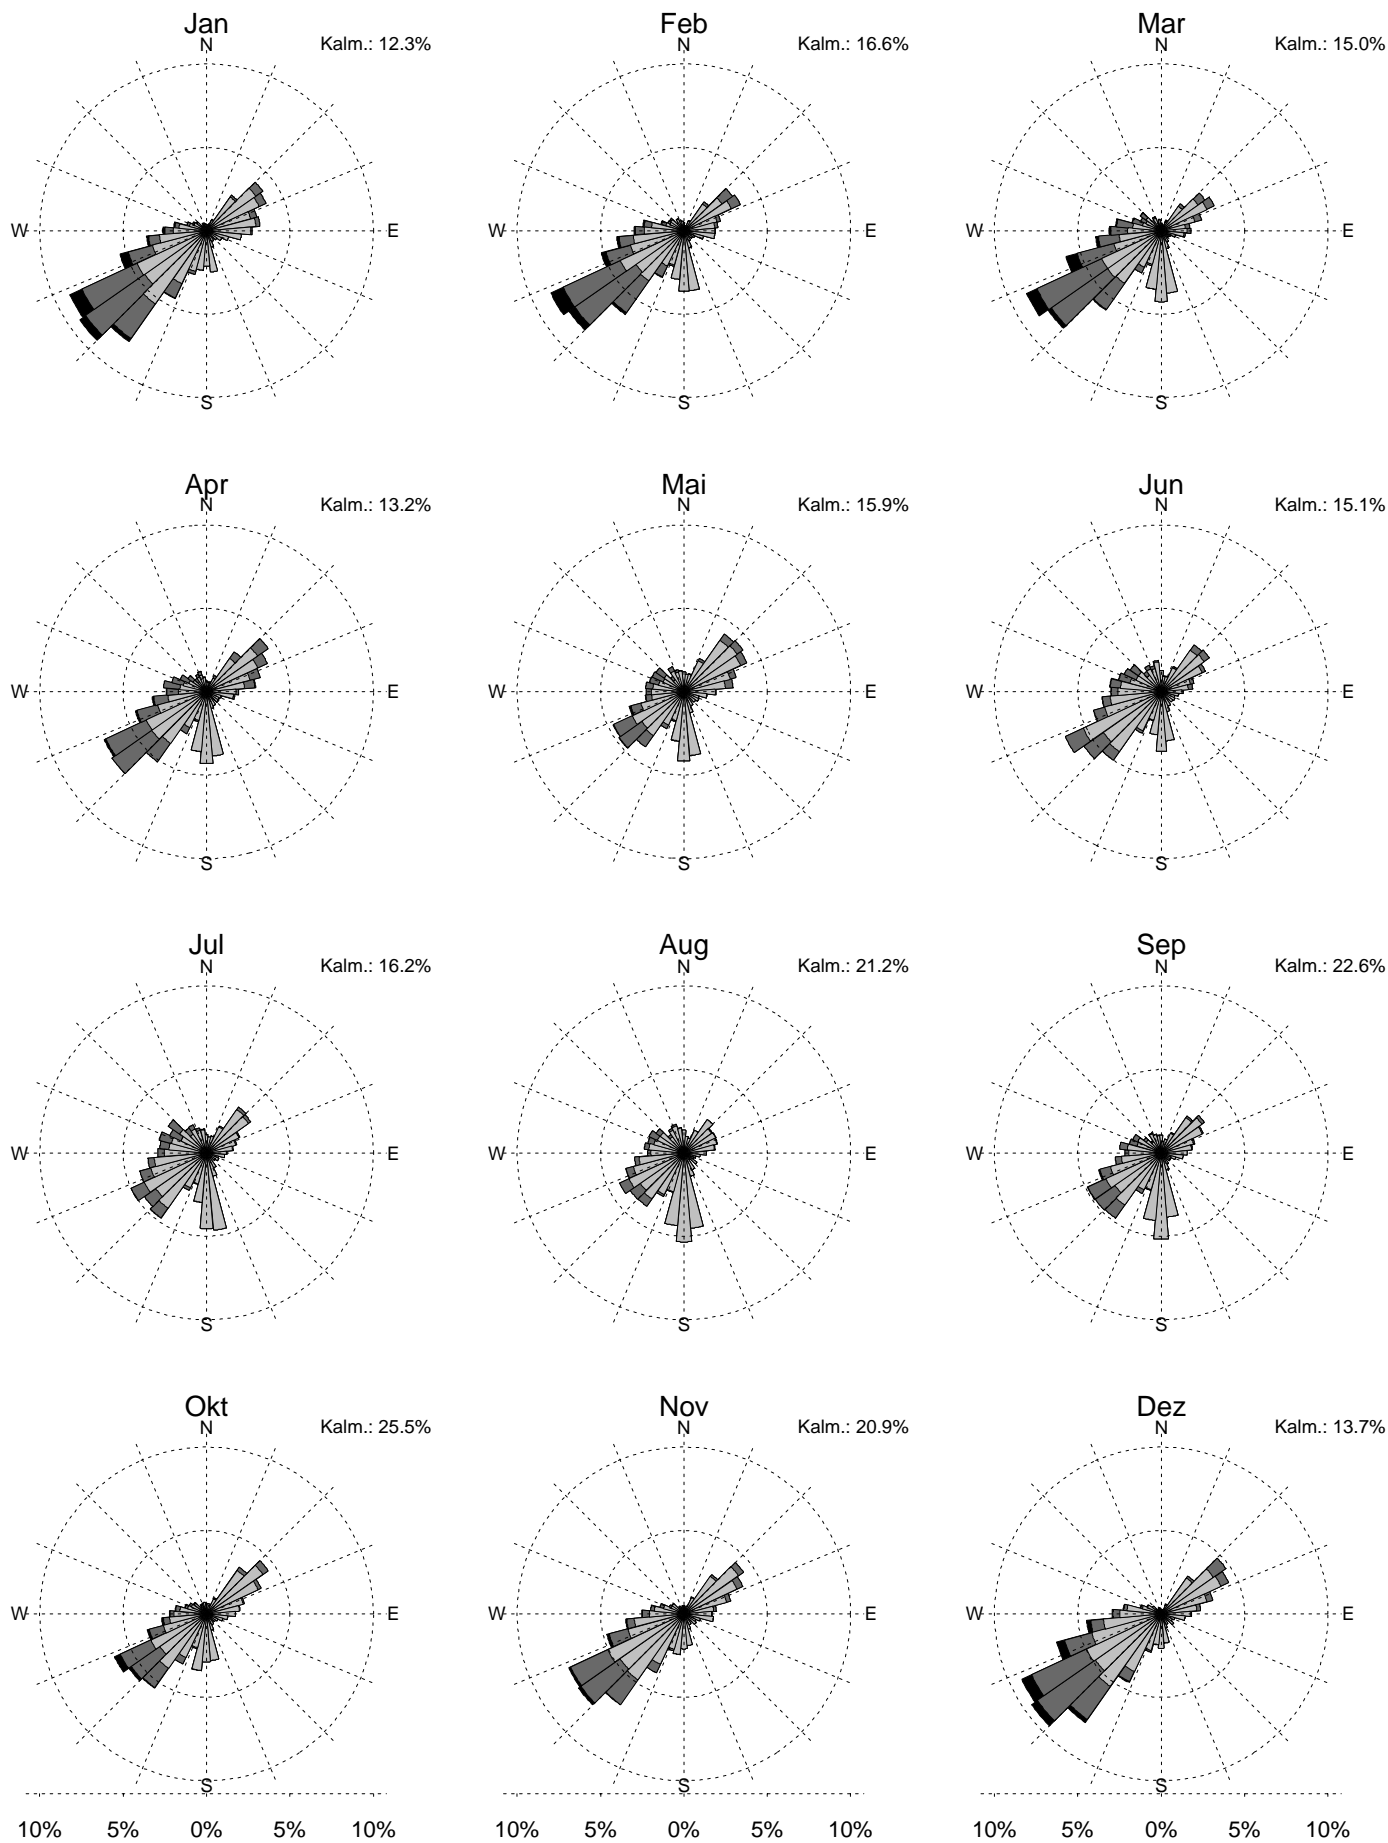 Jan Feb Mar
N Kalm.: 12.3% N Kalm.: 16.6% N Kalm.: 15.0%
W E W E W E
S S S
Apr Mai Jun
N Kalm.: 13.2% N Kalm.: 15.9% N Kalm.: 15.1%
W E W E W E
S S S
Jul Aug Sep
N Kalm.: 16.2% N Kalm.: 21.2% N Kalm.: 22.6%
W E W E W E
S S S
Okt Nov Dez
N Kalm.: 25.5% N Kalm.: 20.9% N Kalm.: 13.7%
W E W E W E
S S S
10% 5% 0% 5% 10% 10% 5% 0% 5% 10% 10% 5% 0% 5% 10%